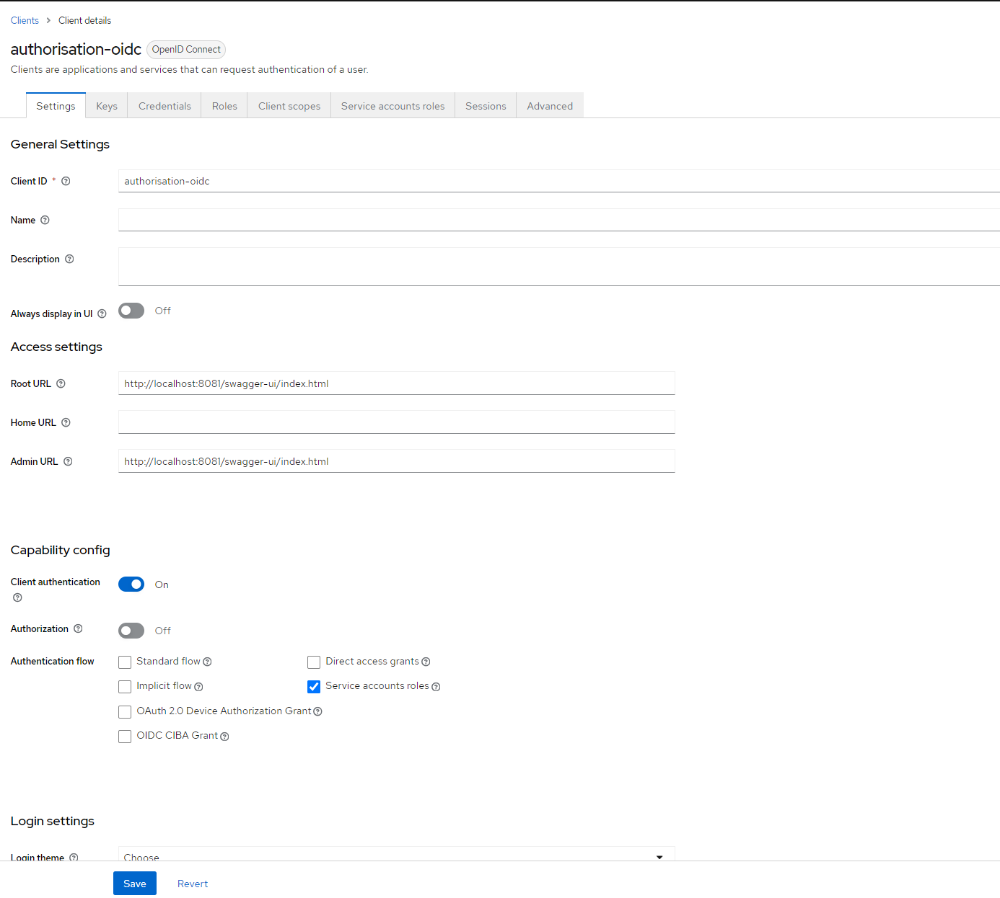 Clients > Client details
authorisation-oidc OpenID Connect
Clients are applications and services that can request authentication of a user.
Settings Keys Credentials Roles Client scopes Service accounts roles Sessions Advanced
General Settings
Client ID * authorisation-oidc
Name
Description
Always display in UI Off
Access settings
Root URL http://localhost:8081/swagger-ui/index.html
Home URL
Admin URL http://localhost:8081/swagger-ui/index.html
Capability config
Client authentication On
Authorization Off
Authentication flow Standard flow Direct access grants
Implicit flow Service accounts roles
OAuth 2.0 Device Authorization Grant
OIDC CIBA Grant
Login settings
Login theme Choose
Save Revert